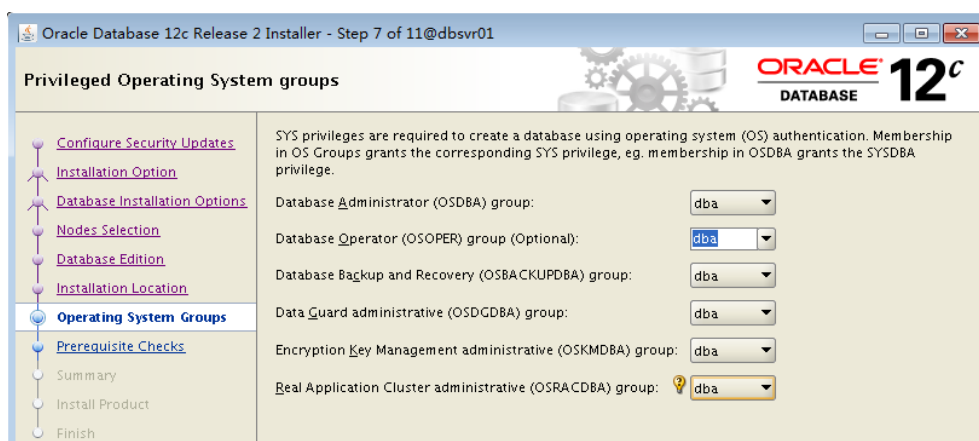 Oracle Database 12c Release 2 Installer - Step 7 of 11@dbsvr01
Privileged Operating System groups
ORACLE
DATABASE
12c
Configure Security Updates
Installation Option
Database Installation Options
Nodes Selection
Database Edition
Installation Location
Operating System Groups
Prerequisite Checks
Summary
Install Product
Finish
SYS privileges are required to create a database using operating system (OS) authentication. Membership
in OS Groups grants the corresponding SYS privilege, eg. membership in OSDBA grants the SYSDBA
privilege.
Database Administrator (OSDBA) group: dba
Database Operator (OSOPER) group (Optional): dba
Database Backup and Recovery (OSBACKUPDBA) group: dba
Data Guard administrative (OSDGDBA) group: dba
Encryption Key Management administrative (OSKMDBA) group: dba
Real Application Cluster administrative (OSRACDBA) group: dba